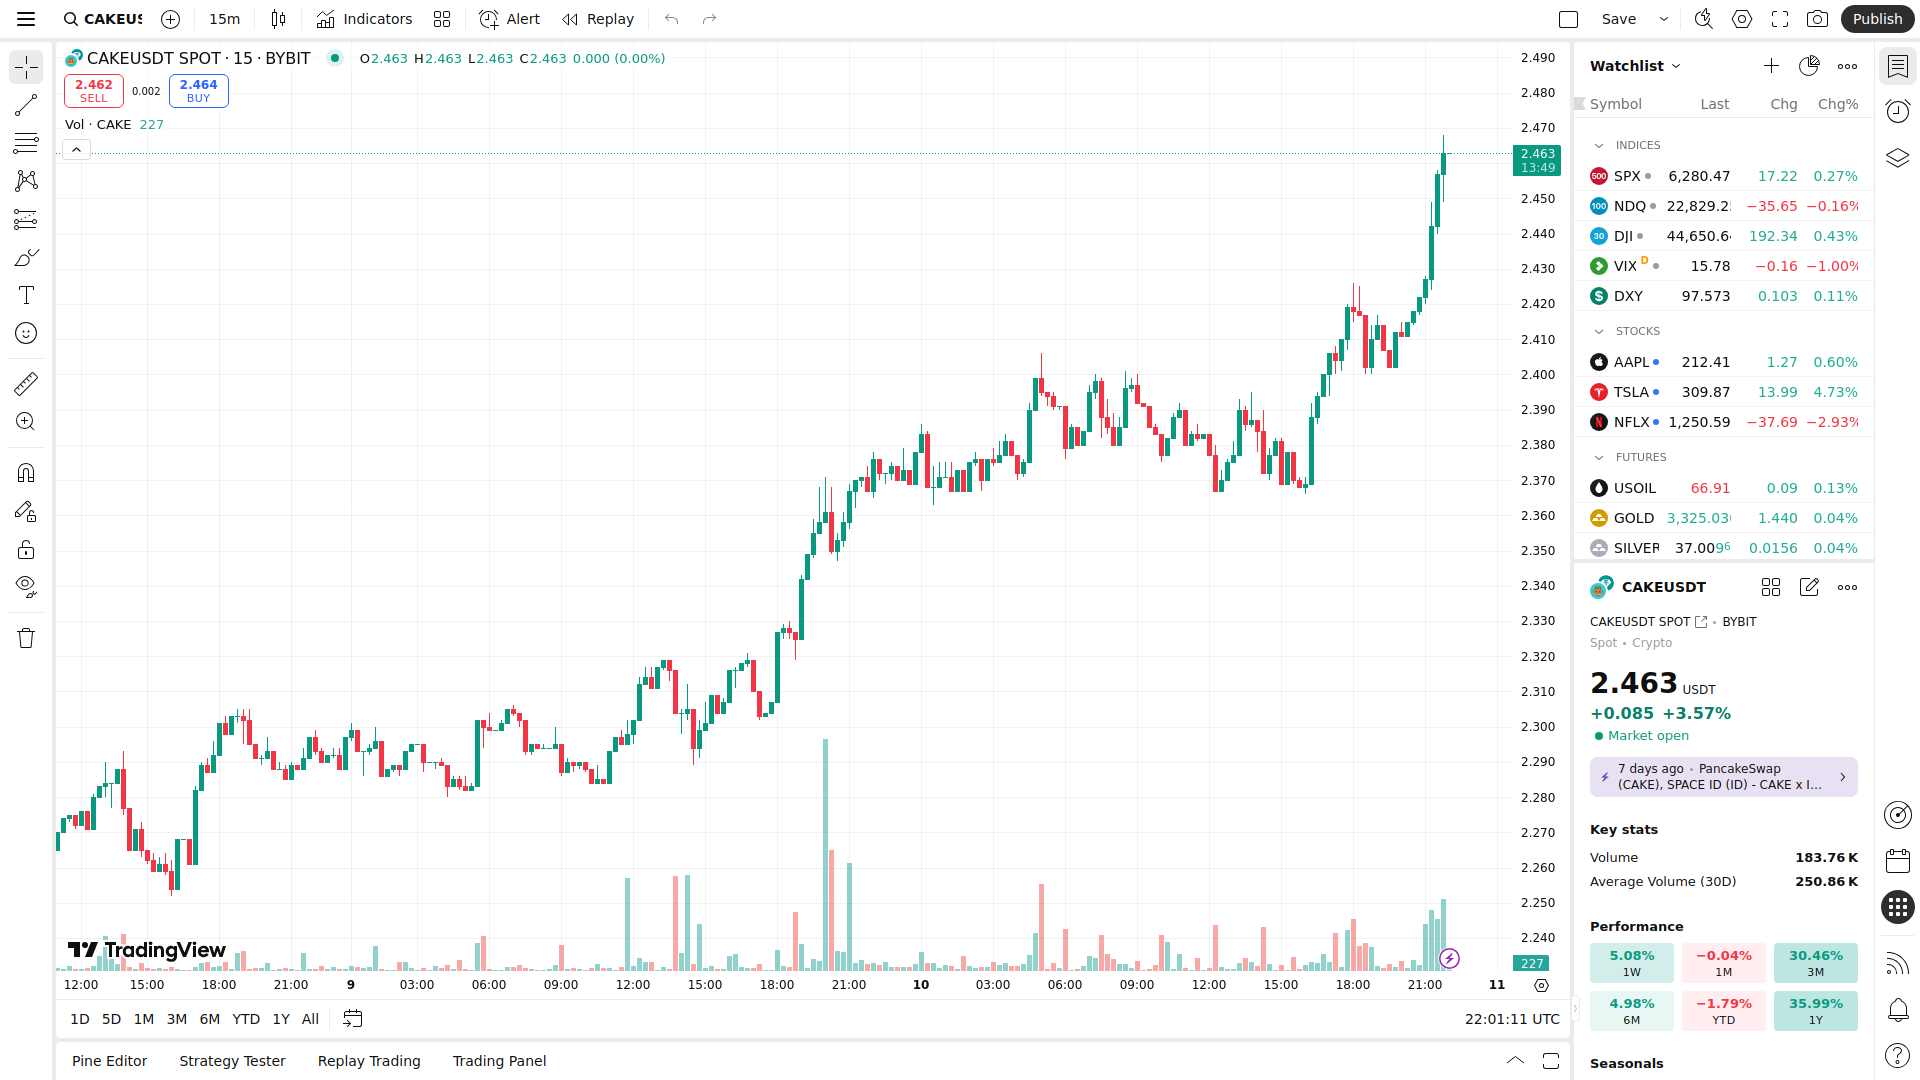 CAKEUS 15m Indicators Alert Replay Save Publish
CAKEUSDT SPOT · 15 · BYBIT O2.463 H2.463 L2.463 C2.463 0.000 (0.00%)
2.462 SELL 0.002 2.464 BUY
Vol · CAKE 227
2.490
2.480
2.470
2.463
13:49
2.450
2.440
2.430
2.420
2.410
2.400
2.390
2.380
2.370
2.360
2.350
2.340
2.330
2.320
2.310
2.300
2.290
2.280
2.270
2.260
2.250
2.240
227
TradingView
12:00 15:00 18:00 21:00 9 03:00 06:00 09:00 12:00 15:00 18:00 21:00 10 03:00 06:00 09:00 12:00 15:00 18:00 21:00 11
1D 5D 1M 3M 6M YTD 1Y All 22:01:11 UTC
Pine Editor Strategy Tester Replay Trading Trading Panel
Watchlist
Symbol Last Chg Chg%
INDICES
SPX 6,280.47 17.22 0.27%
NDQ 22,829.2 −35.65 −0.16%
DJI 44,650.6 192.34 0.43%
VIX D 15.78 −0.16 −1.00%
DXY 97.573 0.103 0.11%
STOCKS
AAPL 212.41 1.27 0.60%
TSLA 309.87 13.99 4.73%
NFLX 1,250.59 −37.69 −2.93%
FUTURES
USOIL 66.91 0.09 0.13%
GOLD 3,325.03 1.440 0.04%
SILVER 37.0096 0.0156 0.04%
CAKEUSDT
CAKEUSDT SPOT • BYBIT
Spot • Crypto
2.463 USDT
+0.085 +3.57%
Market open
7 days ago • PancakeSwap
(CAKE), SPACE ID (ID) - CAKE x I...
Key stats
Volume 183.76 K
Average Volume (30D) 250.86 K
Performance
5.08% −0.04% 30.46%
1W 1M 3M
4.98% −1.79% 35.99%
6M YTD 1Y
Seasonals